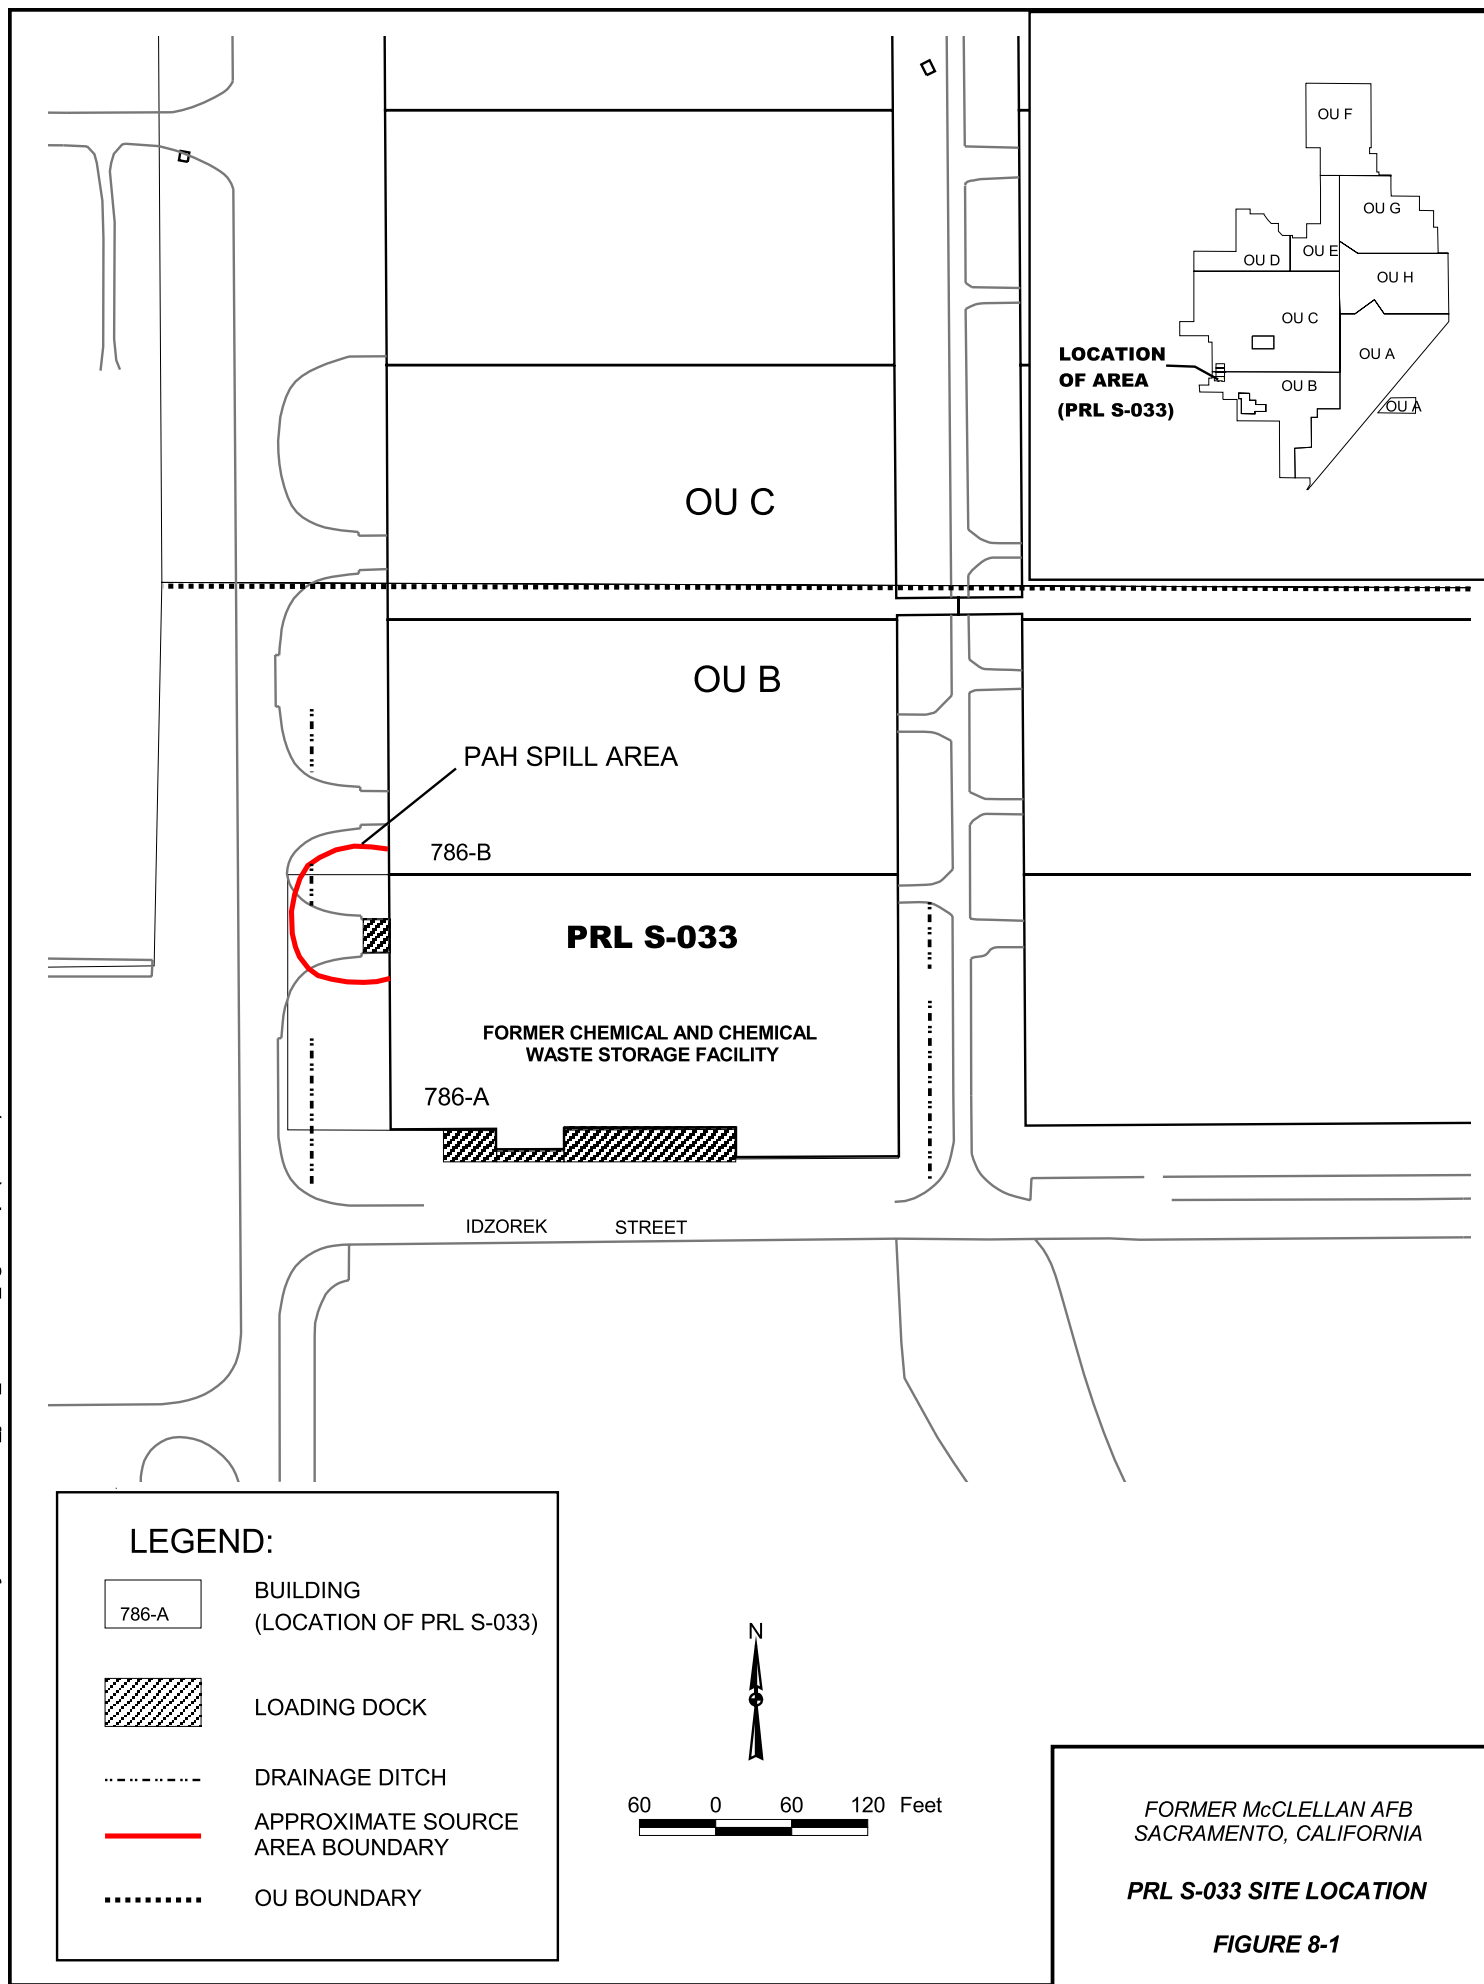 OU F
OU G
OU D
OU E
OU H
OU C
OU A
OU B
OU A
LOCATION
OF AREA
(PRL S-033)
OU C
OU B
PAH SPILL AREA
786-B
PRL S-033
FORMER CHEMICAL AND CHEMICAL
WASTE STORAGE FACILITY
786-A
IDZOREK STREET
LEGEND:
786-A
BUILDING
(LOCATION OF PRL S-033)
LOADING DOCK
DRAINAGE DITCH
APPROXIMATE SOURCE
AREA BOUNDARY
OU BOUNDARY
N
60 0 60 120 Feet
FORMER McCLELLAN AFB
SACRAMENTO, CALIFORNIA
PRL S-033 SITE LOCATION
FIGURE 8-1